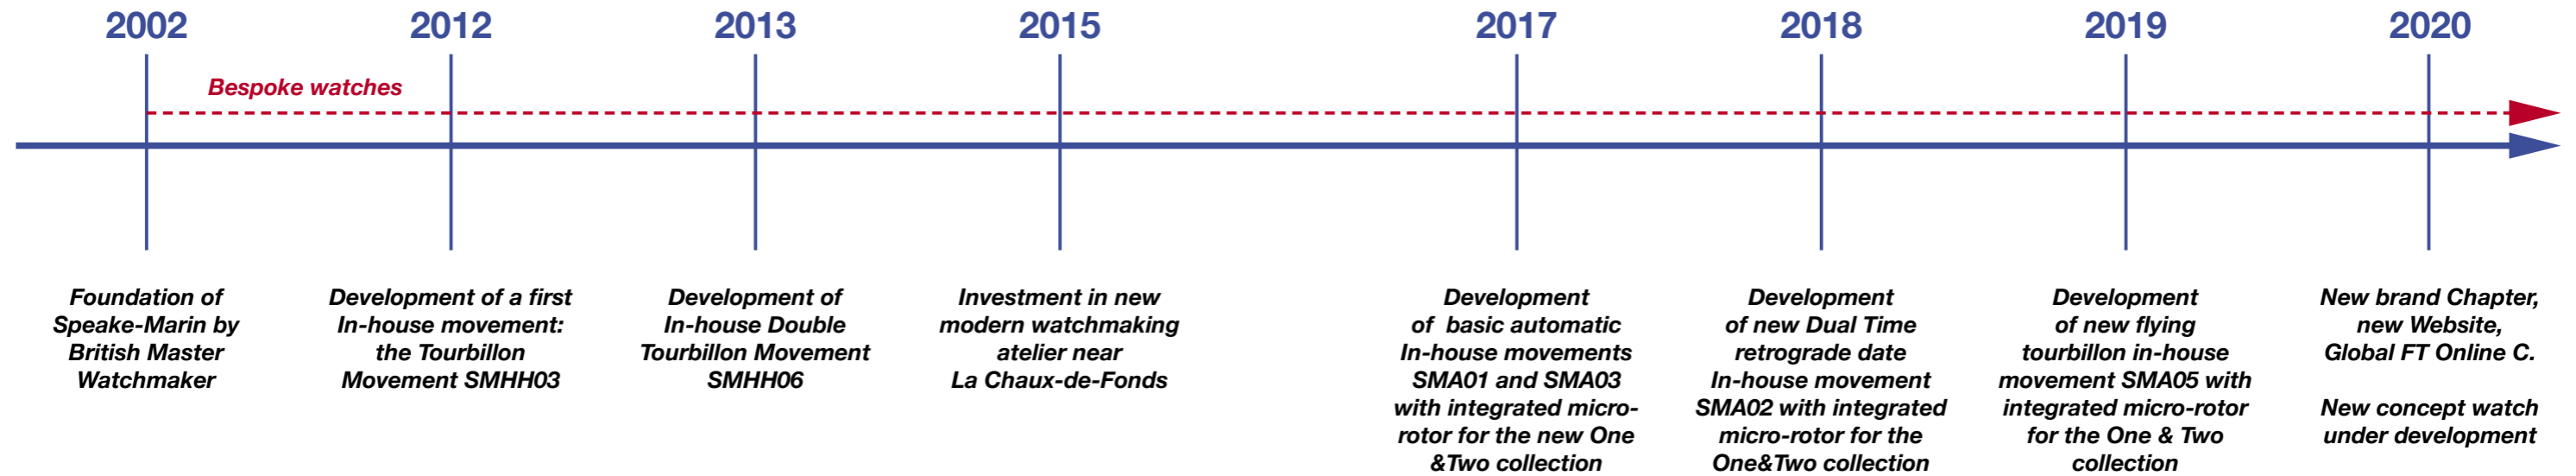 2002
2012
2013
2015
2017
2018
2019
2020
Bespoke watches
Foundation of
Speake-Marin by
British Master
Watchmaker
Development of a first
In-house movement:
the Tourbillon
Movement SMHH03
Development of
In-house Double
Tourbillon Movement
SMHH06
Investment in new
modern watchmaking
atelier near
La Chaux-de-Fonds
Development
of basic automatic
In-house movements
SMA01 and SMA03
with integrated micro-
rotor for the new One
&Two collection
Development
of new Dual Time
retrograde date
In-house movement
SMA02 with integrated
micro-rotor for the
One&Two collection
Development
of new flying
tourbillon in-house
movement SMA05 with
integrated micro-rotor
for the One & Two
collection
New brand Chapter,
new Website,
Global FT Online C.
New concept watch
under development